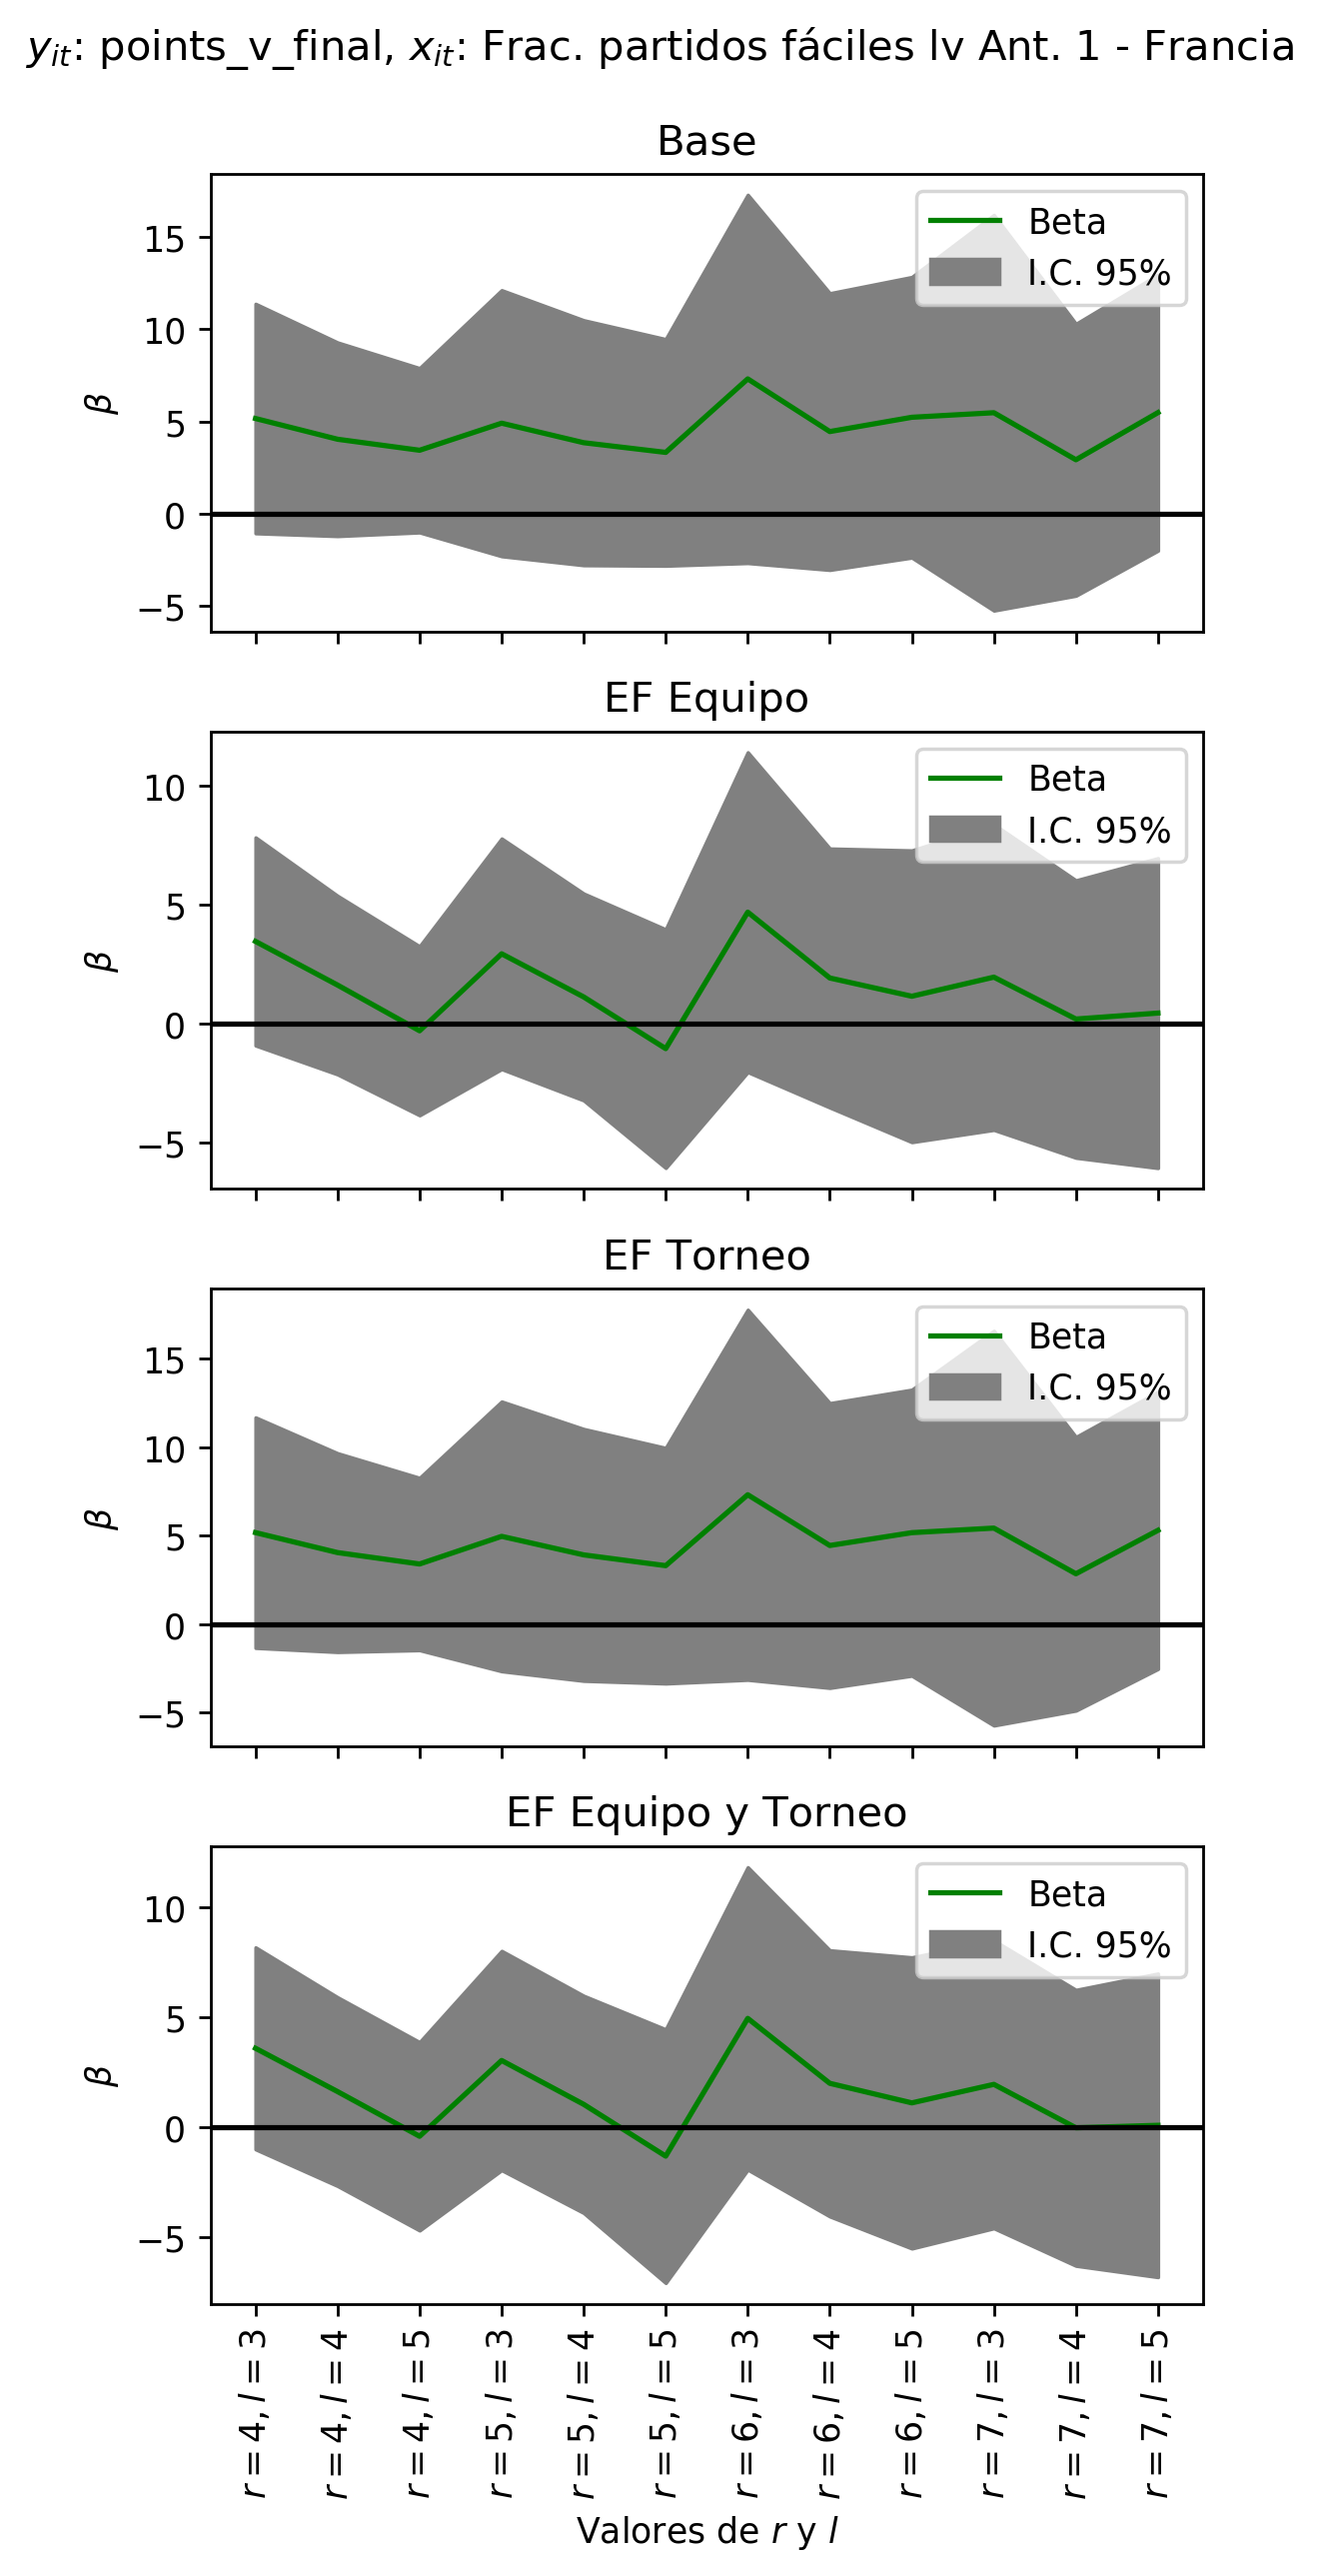 y_it: points_v_final, x_it: Frac. partidos fáciles lv Ant. 1 - Francia
Base
Beta
I.C. 95%
15
10
5
0
−5
β
EF Equipo
Beta
I.C. 95%
10
5
0
−5
β
EF Torneo
Beta
I.C. 95%
15
10
5
0
−5
β
EF Equipo y Torneo
Beta
I.C. 95%
10
5
0
−5
β
r = 4, l = 3
r = 4, l = 4
r = 4, l = 5
r = 5, l = 3
r = 5, l = 4
r = 5, l = 5
r = 6, l = 3
r = 6, l = 4
r = 6, l = 5
r = 7, l = 3
r = 7, l = 4
r = 7, l = 5
Valores de r y l